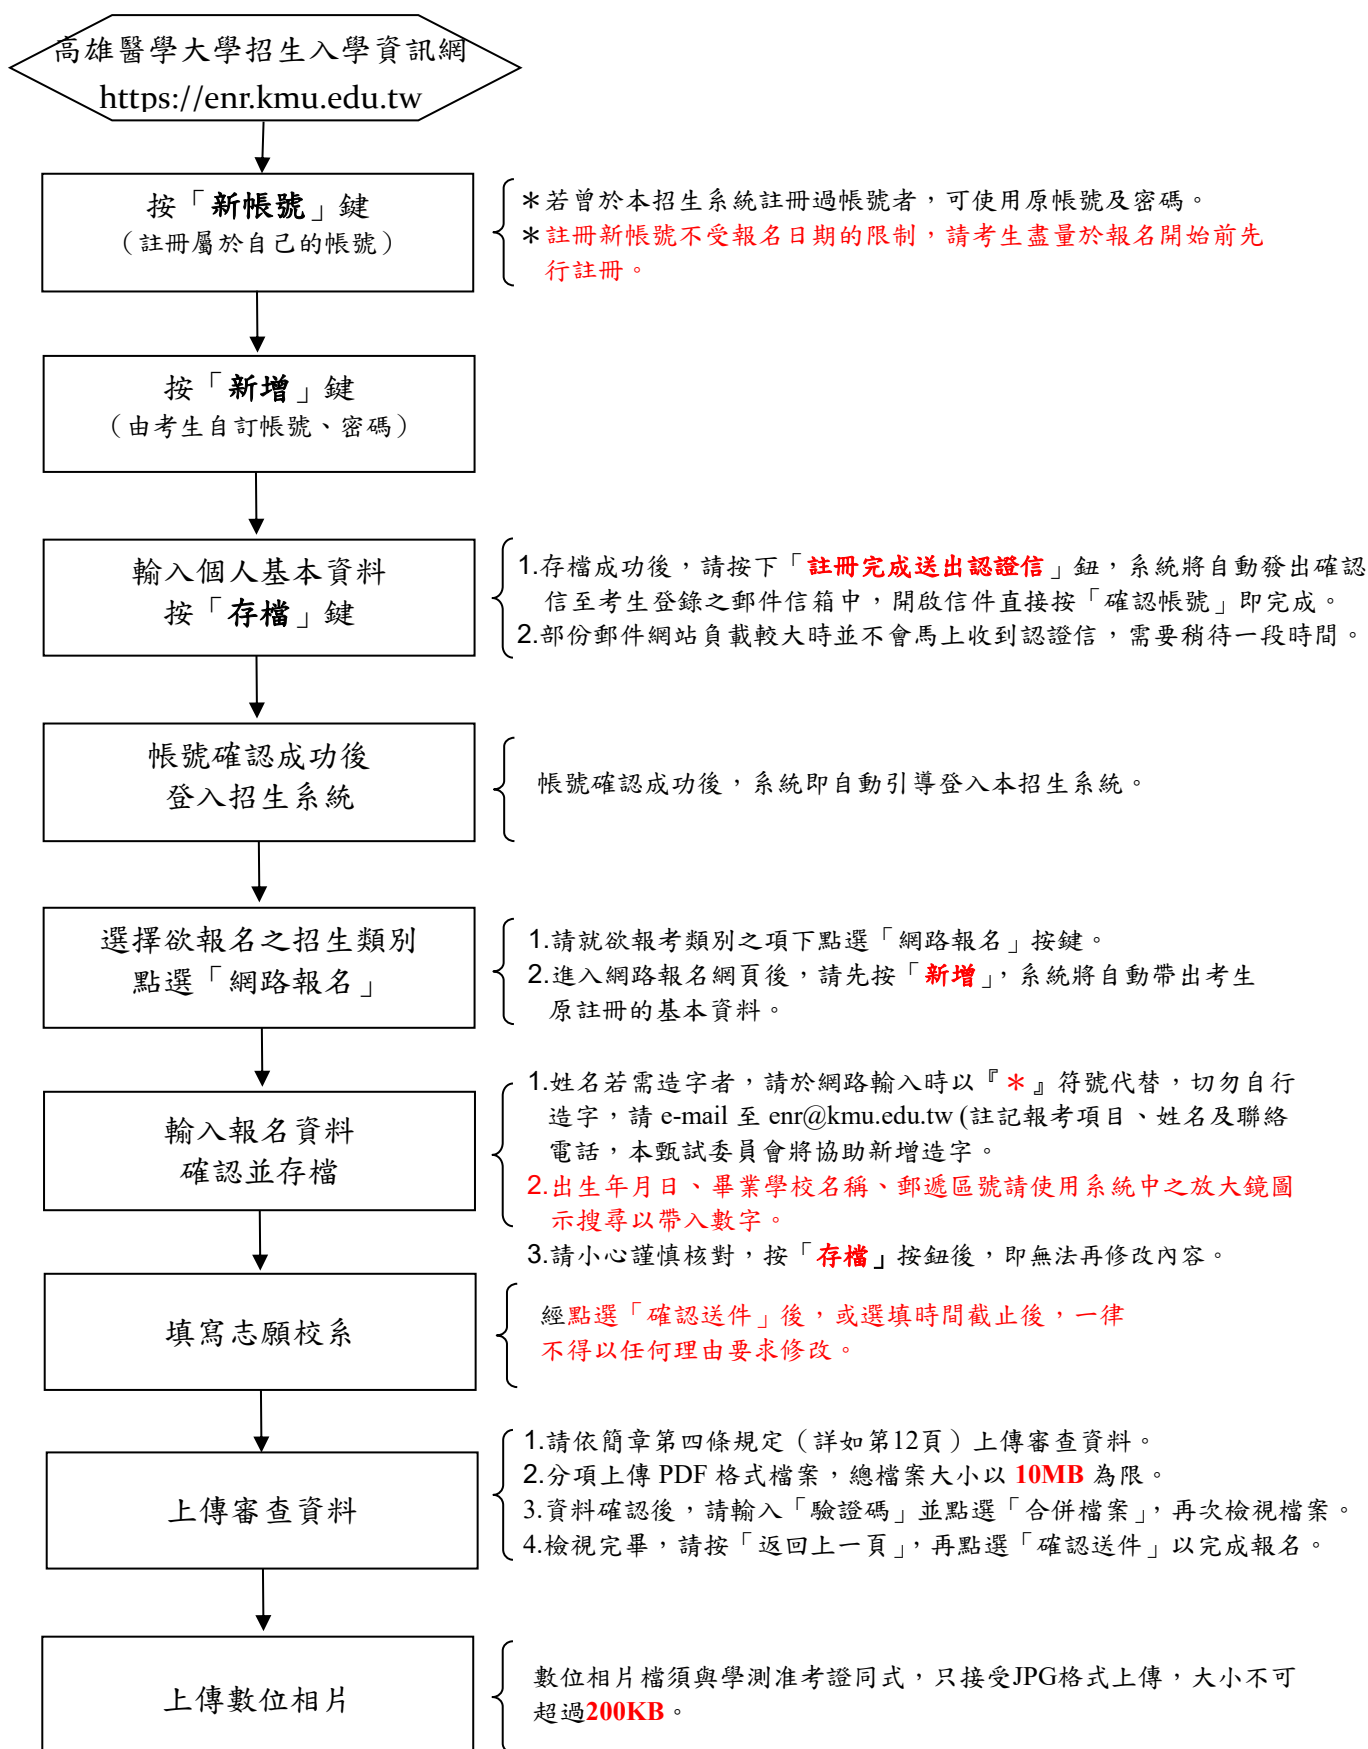 高雄醫學大學招生入學資訊網
https://enr.kmu.edu.tw
按「新帳號」鍵
（註冊屬於自己的帳號）
＊若曾於本招生系統註冊過帳號者，可使用原帳號及密碼。
＊註冊新帳號不受報名日期的限制，請考生盡量於報名開始前先
行註冊。
按「新增」鍵
（由考生自訂帳號、密碼）
輸入個人基本資料
按「存檔」鍵
1.存檔成功後，請按下「註冊完成送出認證信」鈕，系統將自動發出確認
信至考生登錄之郵件信箱中，開啟信件直接按「確認帳號」即完成。
2.部份郵件網站負載較大時並不會馬上收到認證信，需要稍待一段時間。
帳號確認成功後
登入招生系統
帳號確認成功後，系統即自動引導登入本招生系統。
選擇欲報名之招生類別
點選「網路報名」
1.請就欲報考類別之項下點選「網路報名」按鍵。
2.進入網路報名網頁後，請先按「新增」，系統將自動帶出考生
原註冊的基本資料。
輸入報名資料
確認並存檔
1.姓名若需造字者，請於網路輸入時以『＊』符號代替，切勿自行
造字，請 e-mail 至 enr@kmu.edu.tw (註記報考項目、姓名及聯絡
電話，本甄試委員會將協助新增造字。
2.出生年月日、畢業學校名稱、郵遞區號請使用系統中之放大鏡圖
示搜尋以帶入數字。
3.請小心謹慎核對，按「存檔」按鈕後，即無法再修改內容。
填寫志願校系
經點選「確認送件」後，或選填時間截止後，一律
不得以任何理由要求修改。
上傳審查資料
1.請依簡章第四條規定（詳如第12頁）上傳審查資料。
2.分項上傳 PDF 格式檔案，總檔案大小以 10MB 為限。
3.資料確認後，請輸入「驗證碼」並點選「合併檔案」，再次檢視檔案。
4.檢視完畢，請按「返回上一頁」，再點選「確認送件」以完成報名。
上傳數位相片
數位相片檔須與學測准考證同式，只接受JPG格式上傳，大小不可
超過200KB。